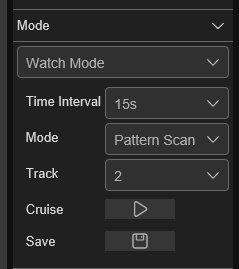 Mode
Watch Mode
Time Interval 15s
Mode Pattern Scan
Track 2
Cruise
Save